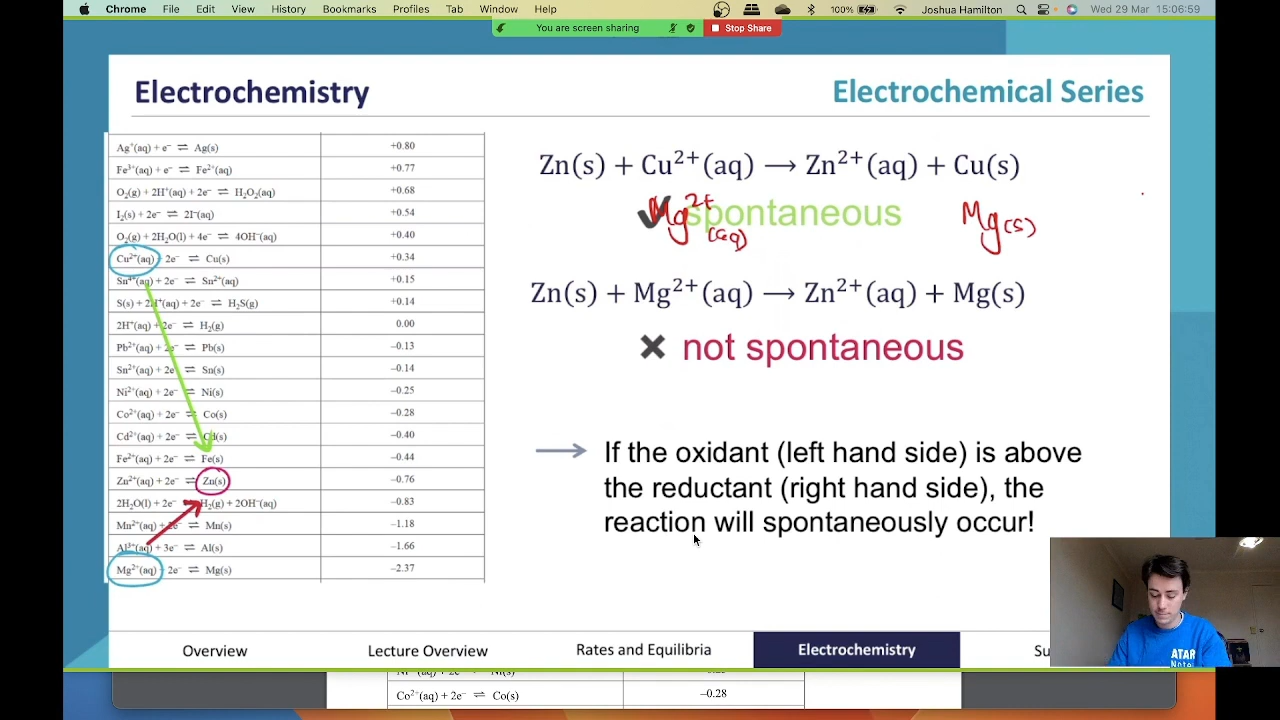 Chrome File Edit View History Bookmarks Profiles Tab Window Help 100% Joshua Hamilton Wed 29 Mar 15:06:59
You are screen sharing Stop Share
Electrochemistry
Electrochemical Series
Ag⁺(aq) + e⁻ ⇌ Ag(s) +0.80
Fe³⁺(aq) + e⁻ ⇌ Fe²⁺(aq) +0.77
O₂(g) + 2H⁺(aq) + 2e⁻ ⇌ H₂O₂(aq) +0.68
I₂(s) + 2e⁻ ⇌ 2I⁻(aq) +0.54
O₂(g) + 2H₂O(l) + 4e⁻ ⇌ 4OH⁻(aq) +0.40
Cu²⁺(aq) + 2e⁻ ⇌ Cu(s) +0.34
Sn⁴⁺(aq) + 2e⁻ ⇌ Sn²⁺(aq) +0.15
S(s) + 2H⁺(aq) + 2e⁻ ⇌ H₂S(g) +0.14
2H⁺(aq) + 2e⁻ ⇌ H₂(g) 0.00
Pb²⁺(aq) + 2e⁻ ⇌ Pb(s) –0.13
Sn²⁺(aq) + 2e⁻ ⇌ Sn(s) –0.14
Ni²⁺(aq) + 2e⁻ ⇌ Ni(s) –0.25
Co²⁺(aq) + 2e⁻ ⇌ Co(s) –0.28
Cd²⁺(aq) + 2e⁻ ⇌ Cd(s) –0.40
Fe²⁺(aq) + 2e⁻ ⇌ Fe(s) –0.44
Zn²⁺(aq) + 2e⁻ ⇌ Zn(s) –0.76
2H₂O(l) + 2e⁻ ⇌ H₂(g) + 2OH⁻(aq) –0.83
Mn²⁺(aq) + 2e⁻ ⇌ Mn(s) –1.18
Al³⁺(aq) + 3e⁻ ⇌ Al(s) –1.66
Mg²⁺(aq) + 2e⁻ ⇌ Mg(s) –2.37
Zn(s) + Cu²⁺(aq) ⟶ Zn²⁺(aq) + Cu(s)
✔ spontaneous
Mg²⁺(aq) Mg(s)
Zn(s) + Mg²⁺(aq) ⟶ Zn²⁺(aq) + Mg(s)
✖ not spontaneous
→ If the oxidant (left hand side) is above
the reductant (right hand side), the
reaction will spontaneously occur!
ATAR
Notes
Overview Lecture Overview Rates and Equilibria Electrochemistry Su
Co²⁺(aq) + 2e⁻ ⇌ Co(s) –0.28